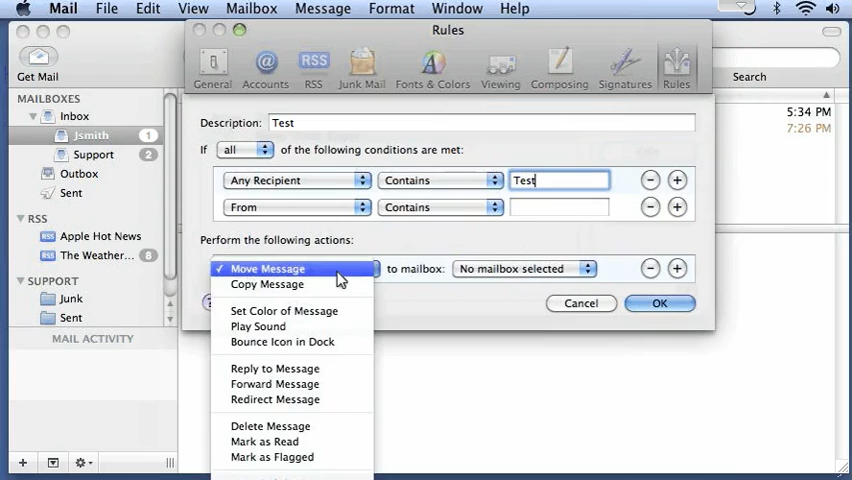 Mail File Edit View Mailbox Message Format Window Help
Rules
Get Mail
General Accounts RSS RSS Junk Mail Fonts & Colors Viewing Composing Signatures Rules
Search
MAILBOXES
Inbox
Jsmith 1
Support 2
Outbox
Sent
RSS
Apple Hot News
The Weather... 8
SUPPORT
Junk
Sent
MAIL ACTIVITY
5:34 PM
7:26 PM
Description: Test
If all of the following conditions are met:
Any Recipient Contains Test
From Contains
Perform the following actions:
✓ Move Message to mailbox: No mailbox selected
Copy Message
Set Color of Message
Play Sound
Bounce Icon in Dock
Reply to Message
Forward Message
Redirect Message
Delete Message
Mark as Read
Mark as Flagged
? Cancel OK